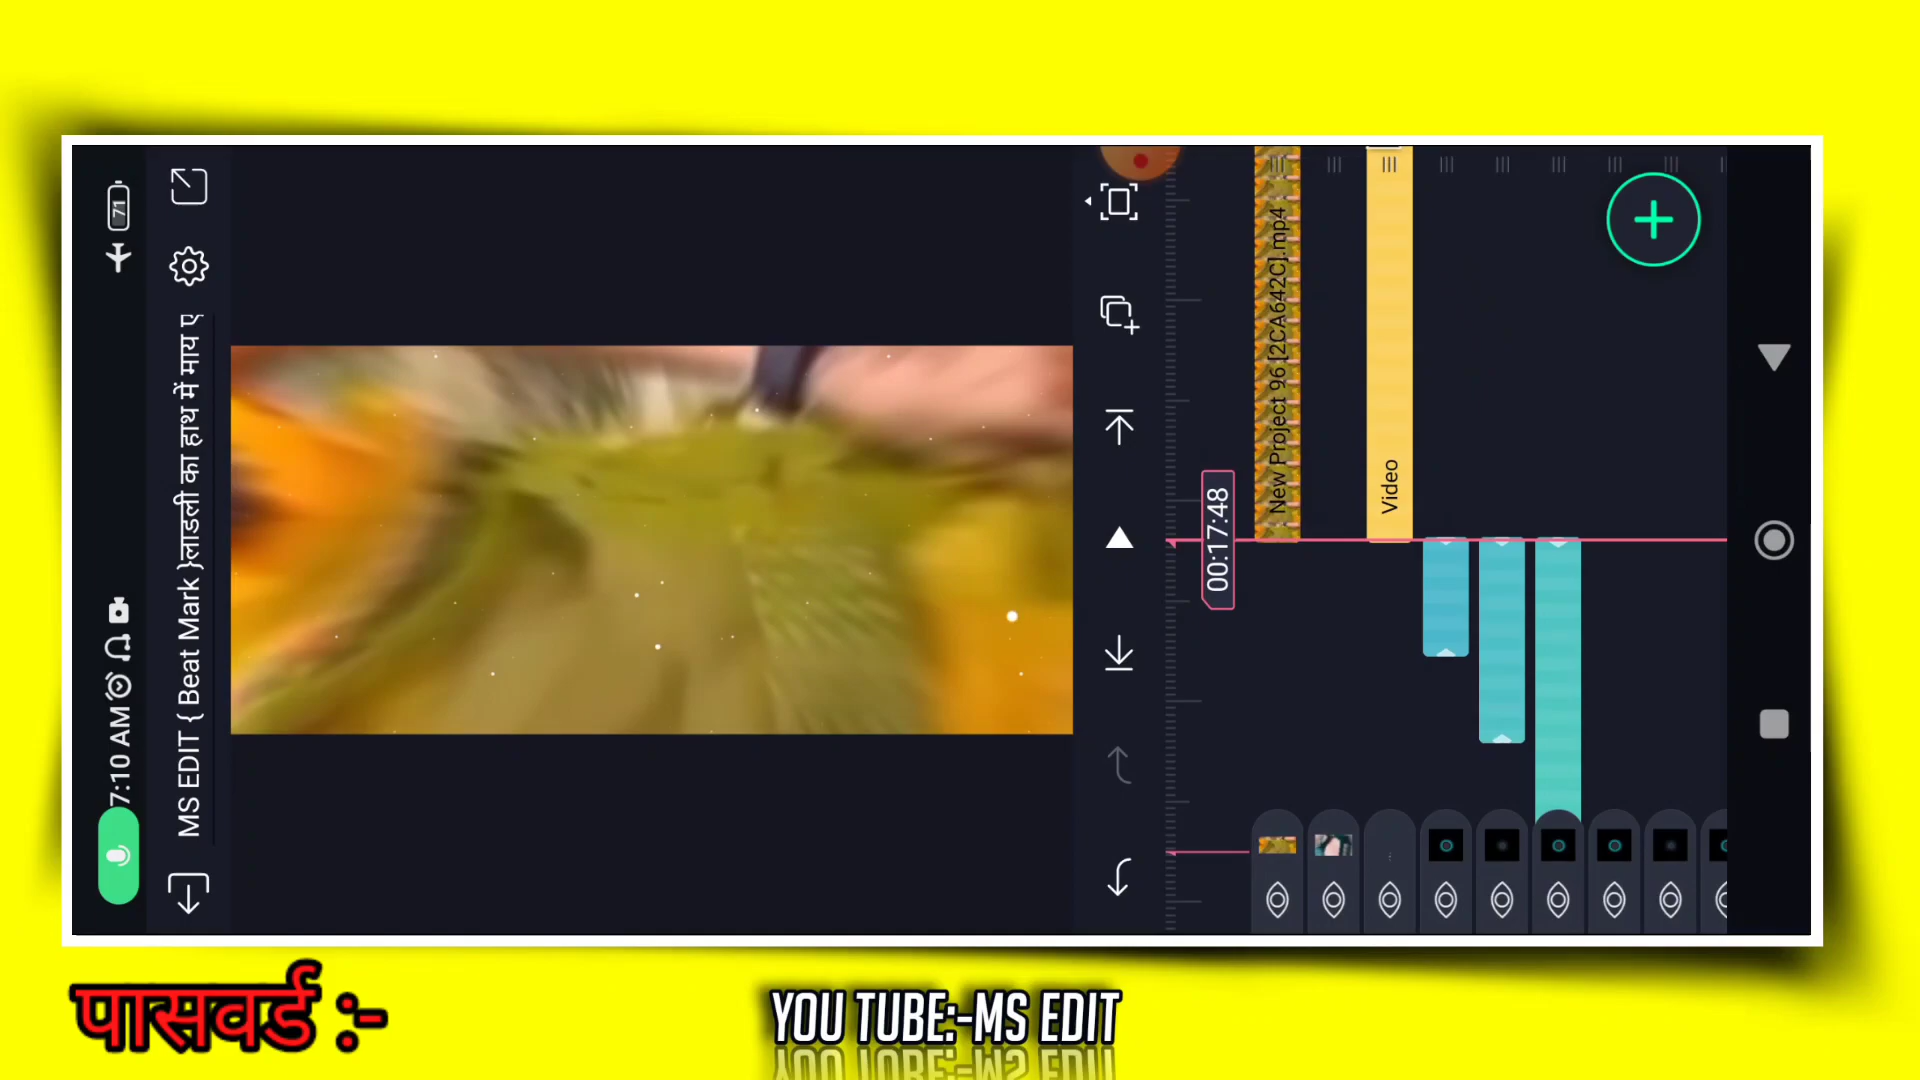 71
7:10 AM
MS EDIT { Beat Mark }लाडली का हाथ में माय ए
00:17:48
New Project 96 [2CA642C].mp4
Video
पासवर्ड :-
YOU TUBE:-MS EDIT